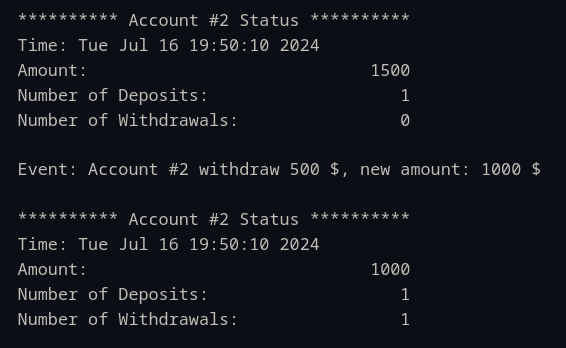 ********** Account #2 Status **********
Time: Tue Jul 16 19:50:10 2024
Amount:                            1500
Number of Deposits:                   1
Number of Withdrawals:                0

Event: Account #2 withdraw 500 $, new amount: 1000 $

********** Account #2 Status **********
Time: Tue Jul 16 19:50:10 2024
Amount:                            1000
Number of Deposits:                   1
Number of Withdrawals:                1